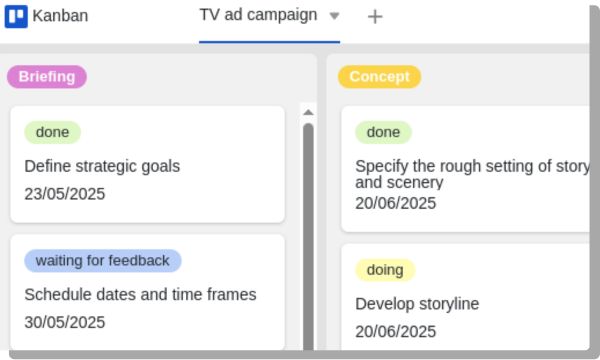 Kanban
TV ad campaign
Briefing
done
Define strategic goals
23/05/2025
waiting for feedback
Schedule dates and time frames
30/05/2025
Concept
done
Specify the rough setting of story
and scenery
20/06/2025
doing
Develop storyline
20/06/2025